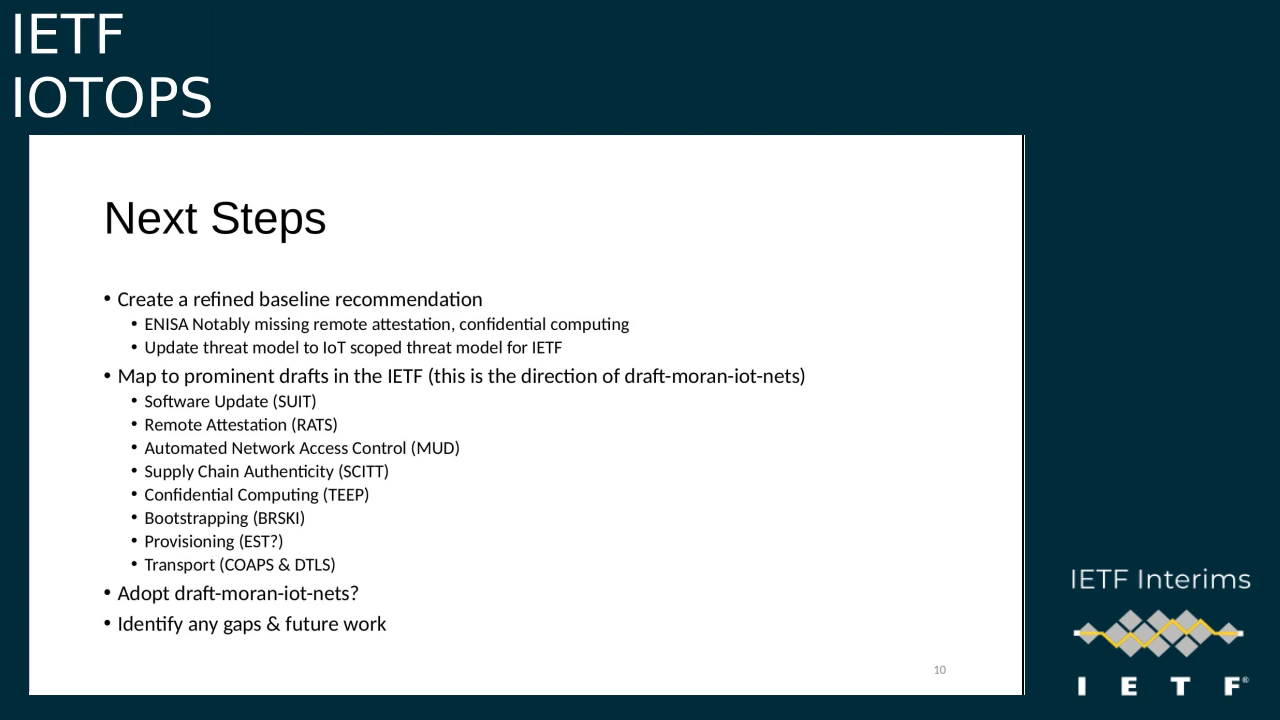 IETF
IOTOPS
Next Steps
• Create a refined baseline recommendation
• ENISA Notably missing remote attestation, confidential computing
• Update threat model to IoT scoped threat model for IETF
• Map to prominent drafts in the IETF (this is the direction of draft-moran-iot-nets)
• Software Update (SUIT)
• Remote Attestation (RATS)
• Automated Network Access Control (MUD)
• Supply Chain Authenticity (SCITT)
• Confidential Computing (TEEP)
• Bootstrapping (BRSKI)
• Provisioning (EST?)
• Transport (COAPS & DTLS)
• Adopt draft-moran-iot-nets?
• Identify any gaps & future work
10
IETF Interims
I E T F®